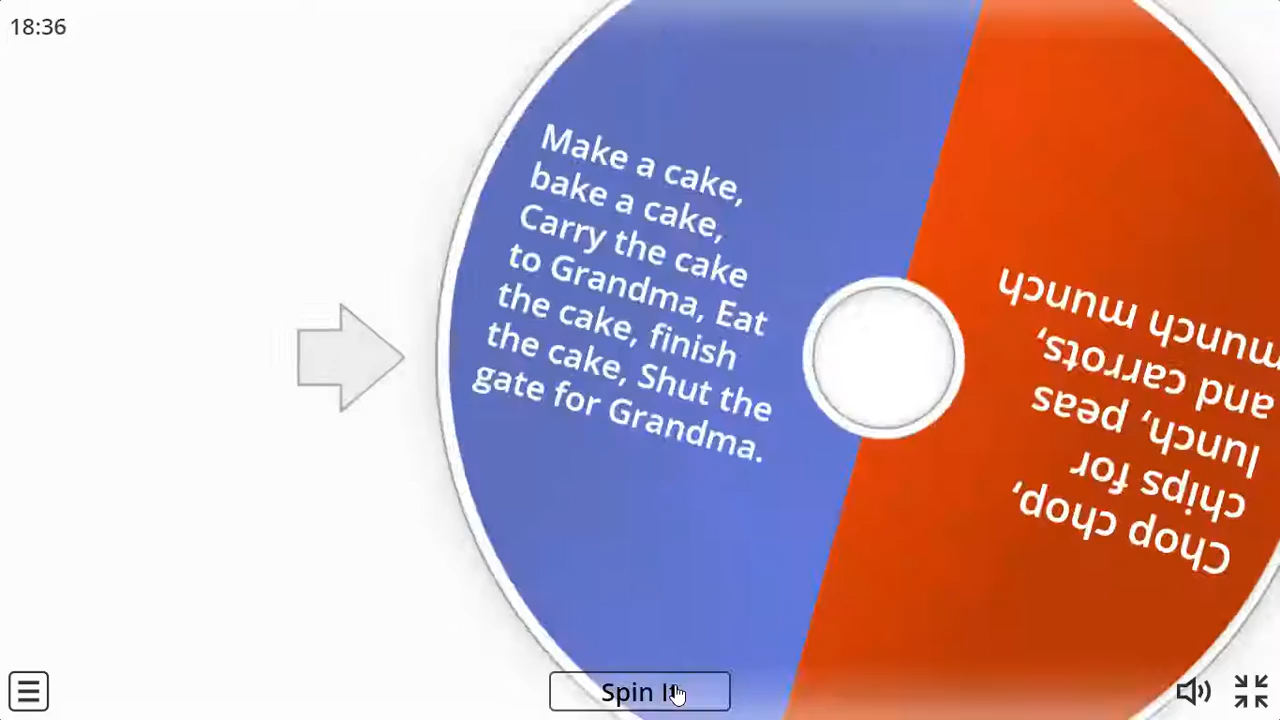 18:36
Make a cake,
bake a cake,
Carry the cake
to Grandma, Eat
the cake, finish
the cake, Shut the
gate for Grandma.
Chop chop,
chips for
lunch, peas
and carrots,
munch munch
Spin It